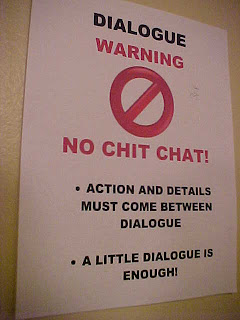 DIALOGUE
WARNING
NO CHIT CHAT!
• ACTION AND DETAILS
MUST COME BETWEEN
DIALOGUE
• A LITTLE DIALOGUE IS
ENOUGH!